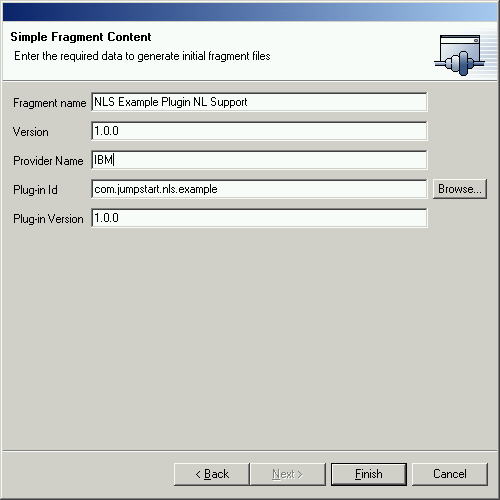 Simple Fragment Content
Enter the required data to generate initial fragment files
Fragment name NLS Example Plugin NL Support
Version 1.0.0
Provider Name IBM
Plug-in Id com.jumpstart.nls.example Browse...
Plug-in Version 1.0.0
< Back Next > Finish Cancel